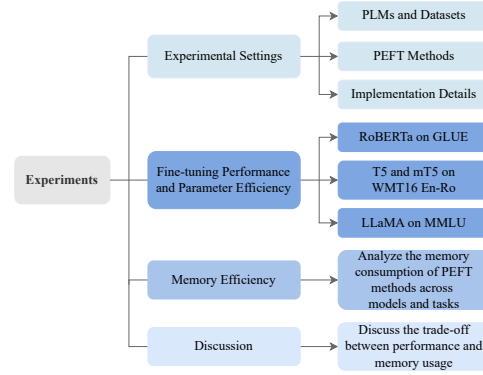 Experiments
Experimental Settings
PLMs and Datasets
PEFT Methods
Implementation Details
Fine-tuning Performance
and Parameter Efficiency
RoBERTa on GLUE
T5 and mT5 on
WMT16 En-Ro
LLaMA on MMLU
Memory Efficiency
Analyze the memory
consumption of PEFT
methods across
models and tasks
Discussion
Discuss the trade-off
between performance and
memory usage